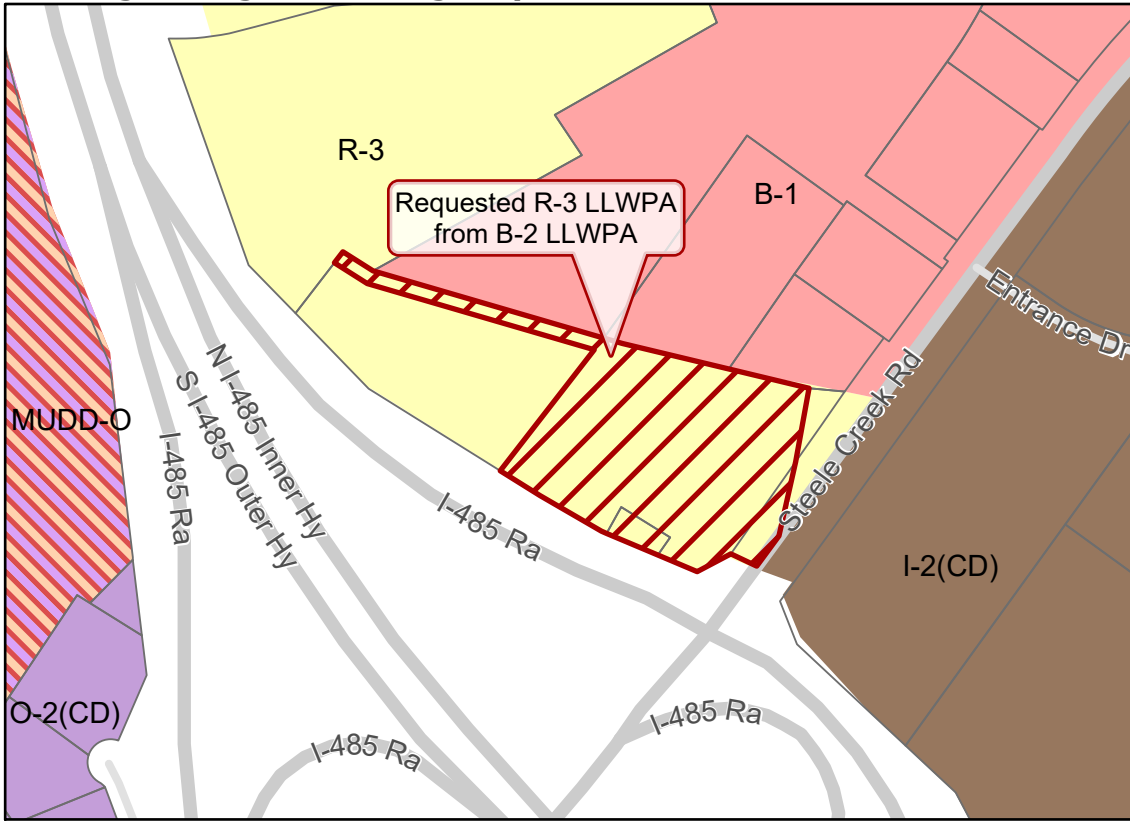 R-3
Requested R-3 LLWPA
from B-2 LLWPA
B-1
Entrance Dr
Steele Creek Rd
N I-485 Inner Hy
S I-485 Outer Hy
MUDD-O
I-485 Ra
I-485 Ra
I-2(CD)
O-2(CD)
I-485 Ra
I-485 Ra